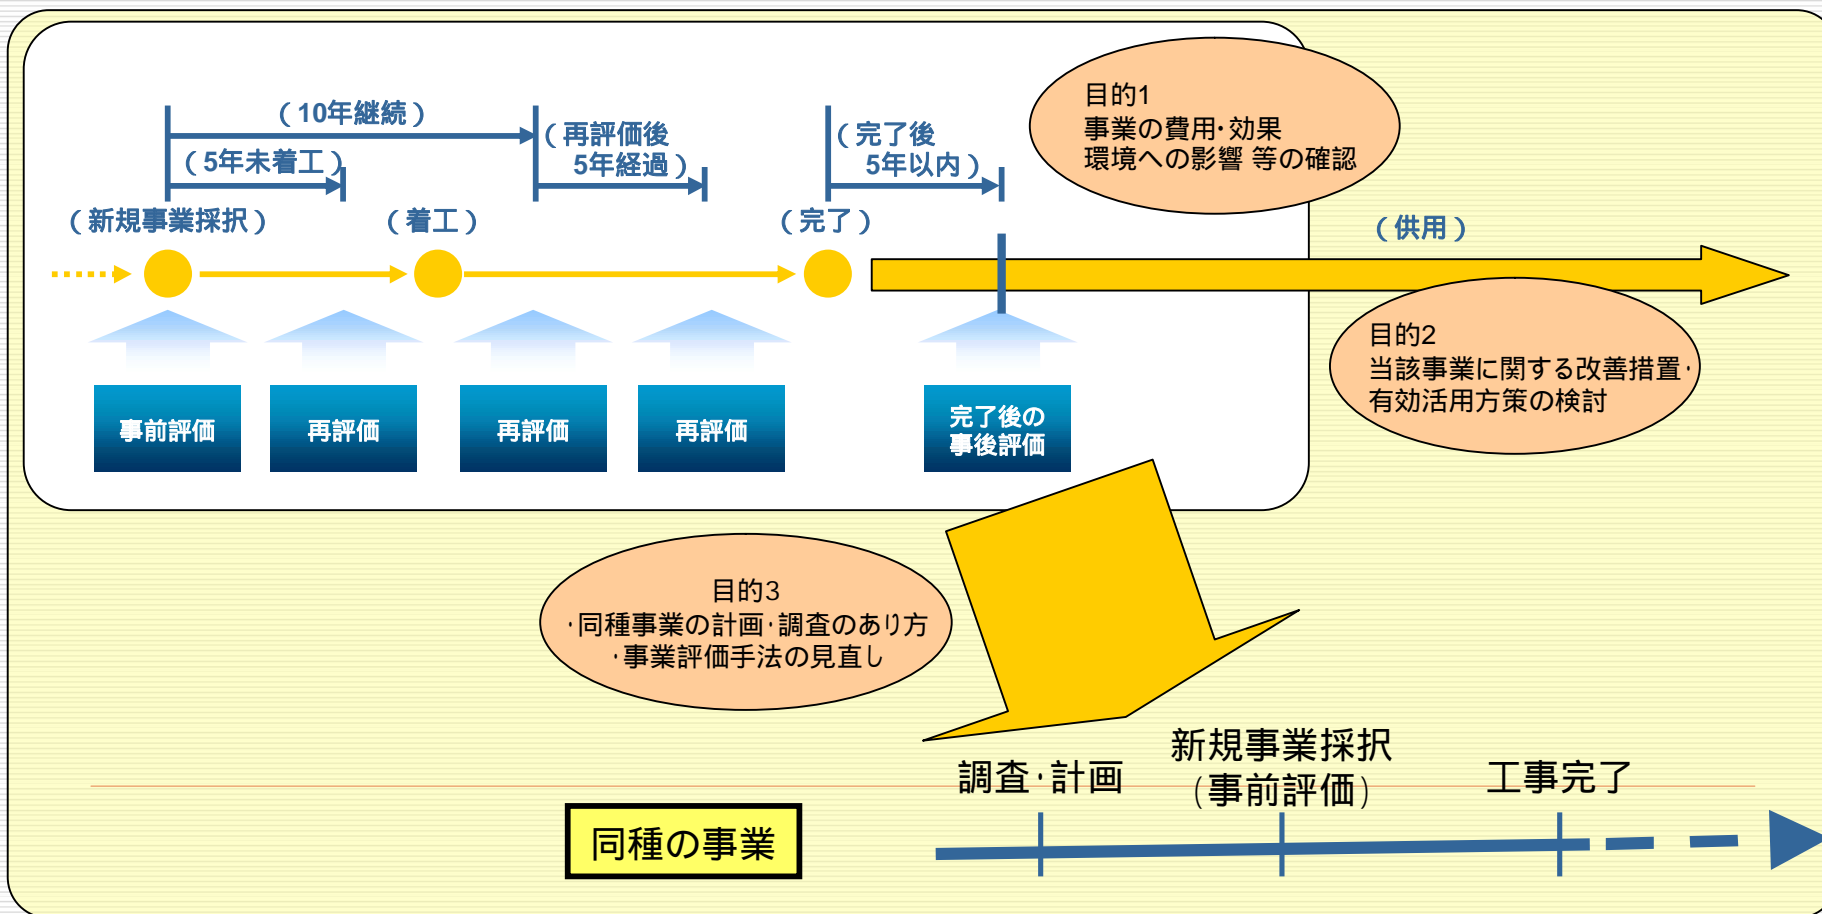 （10年継続）
（5年未着工）
（再評価後
5年経過）
（完了後
5年以内）
（新規事業採択）
（着工）
（完了）
（供用）
目的1
事業の費用・効果
環境への影響 等の確認
目的2
当該事業に関する改善措置・
有効活用方策の検討
事前評価
再評価
再評価
再評価
完了後の
事後評価
目的3
・同種事業の計画・調査のあり方
・事業評価手法の見直し
調査・計画
新規事業採択
（事前評価）
工事完了
同種の事業